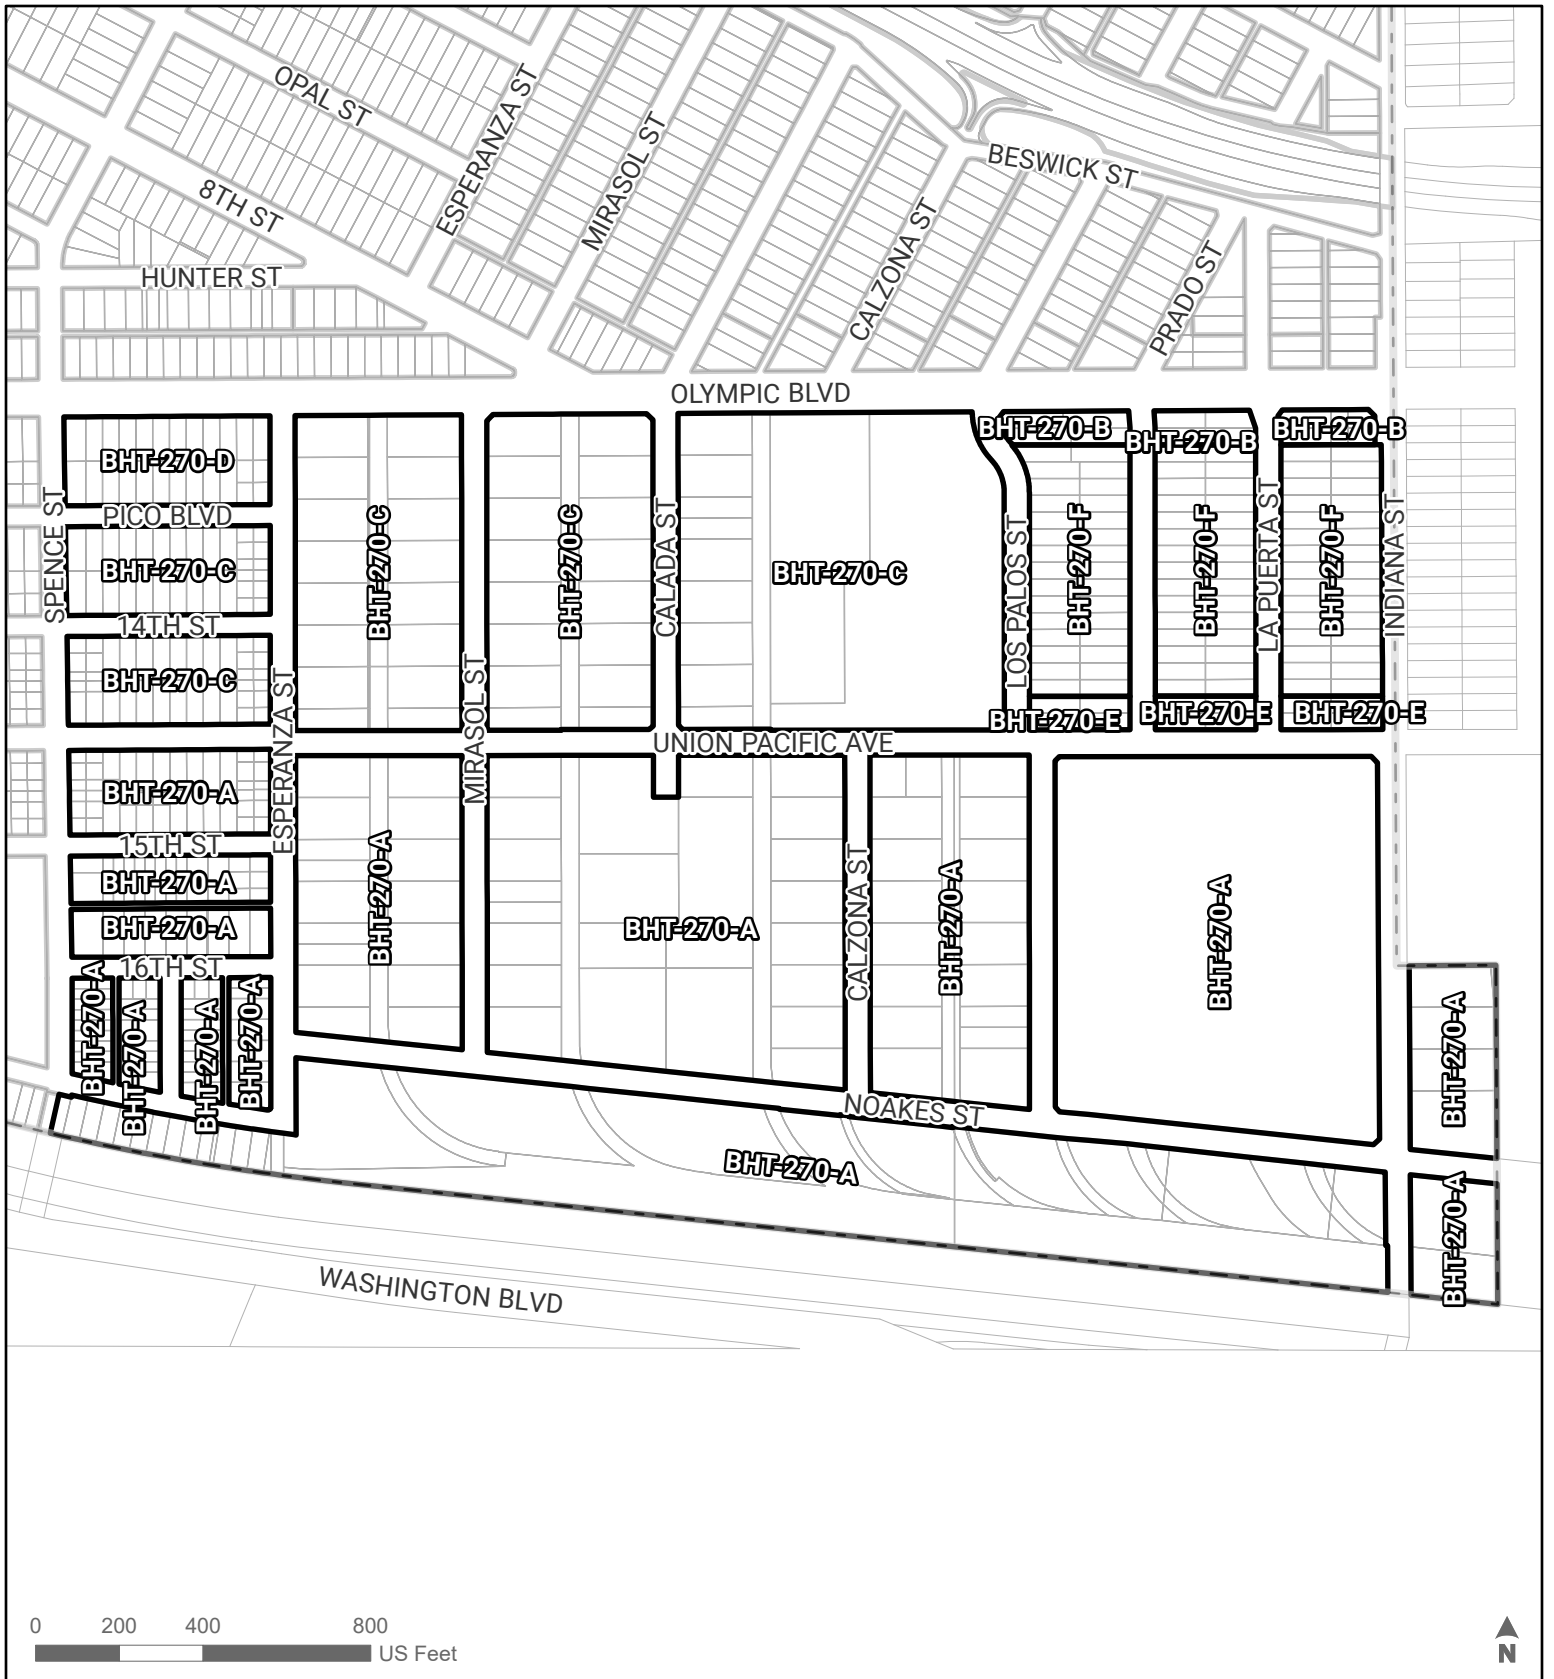 OPAL ST
ESPERANZA ST
MIRASOL ST
BESWICK ST
8TH ST
CALZONA ST
HUNTER ST
PRADO ST
OLYMPIC BLVD
BHT-270-B
BHT-270-B
BHT-270-B
BHT-270-D
SPENCE ST
PICO BLVD
BHT-270-C
BHT-270-C
BHT-270-C
CALADA ST
BHT-270-C
LOS PALOS ST
BHT-270-F
BHT-270-F
LA PUERTA ST
BHT-270-F
INDIANA ST
14TH ST
BHT-270-C
ESPERANZA ST
MIRASOL ST
BHT-270-E
BHT-270-E
BHT-270-E
UNION PACIFIC AVE
BHT-270-A
15TH ST
BHT-270-A
BHT-270-A
BHT-270-A
BHT-270-A
CALZONA ST
BHT-270-A
BHT-270-A
16TH ST
BHT-270-A
BHT-270-A
BHT-270-A
BHT-270-A
BHT-270-A
NOAKES ST
BHT-270-A
BHT-270-A
WASHINGTON BLVD
0 200 400 800
US Feet
N